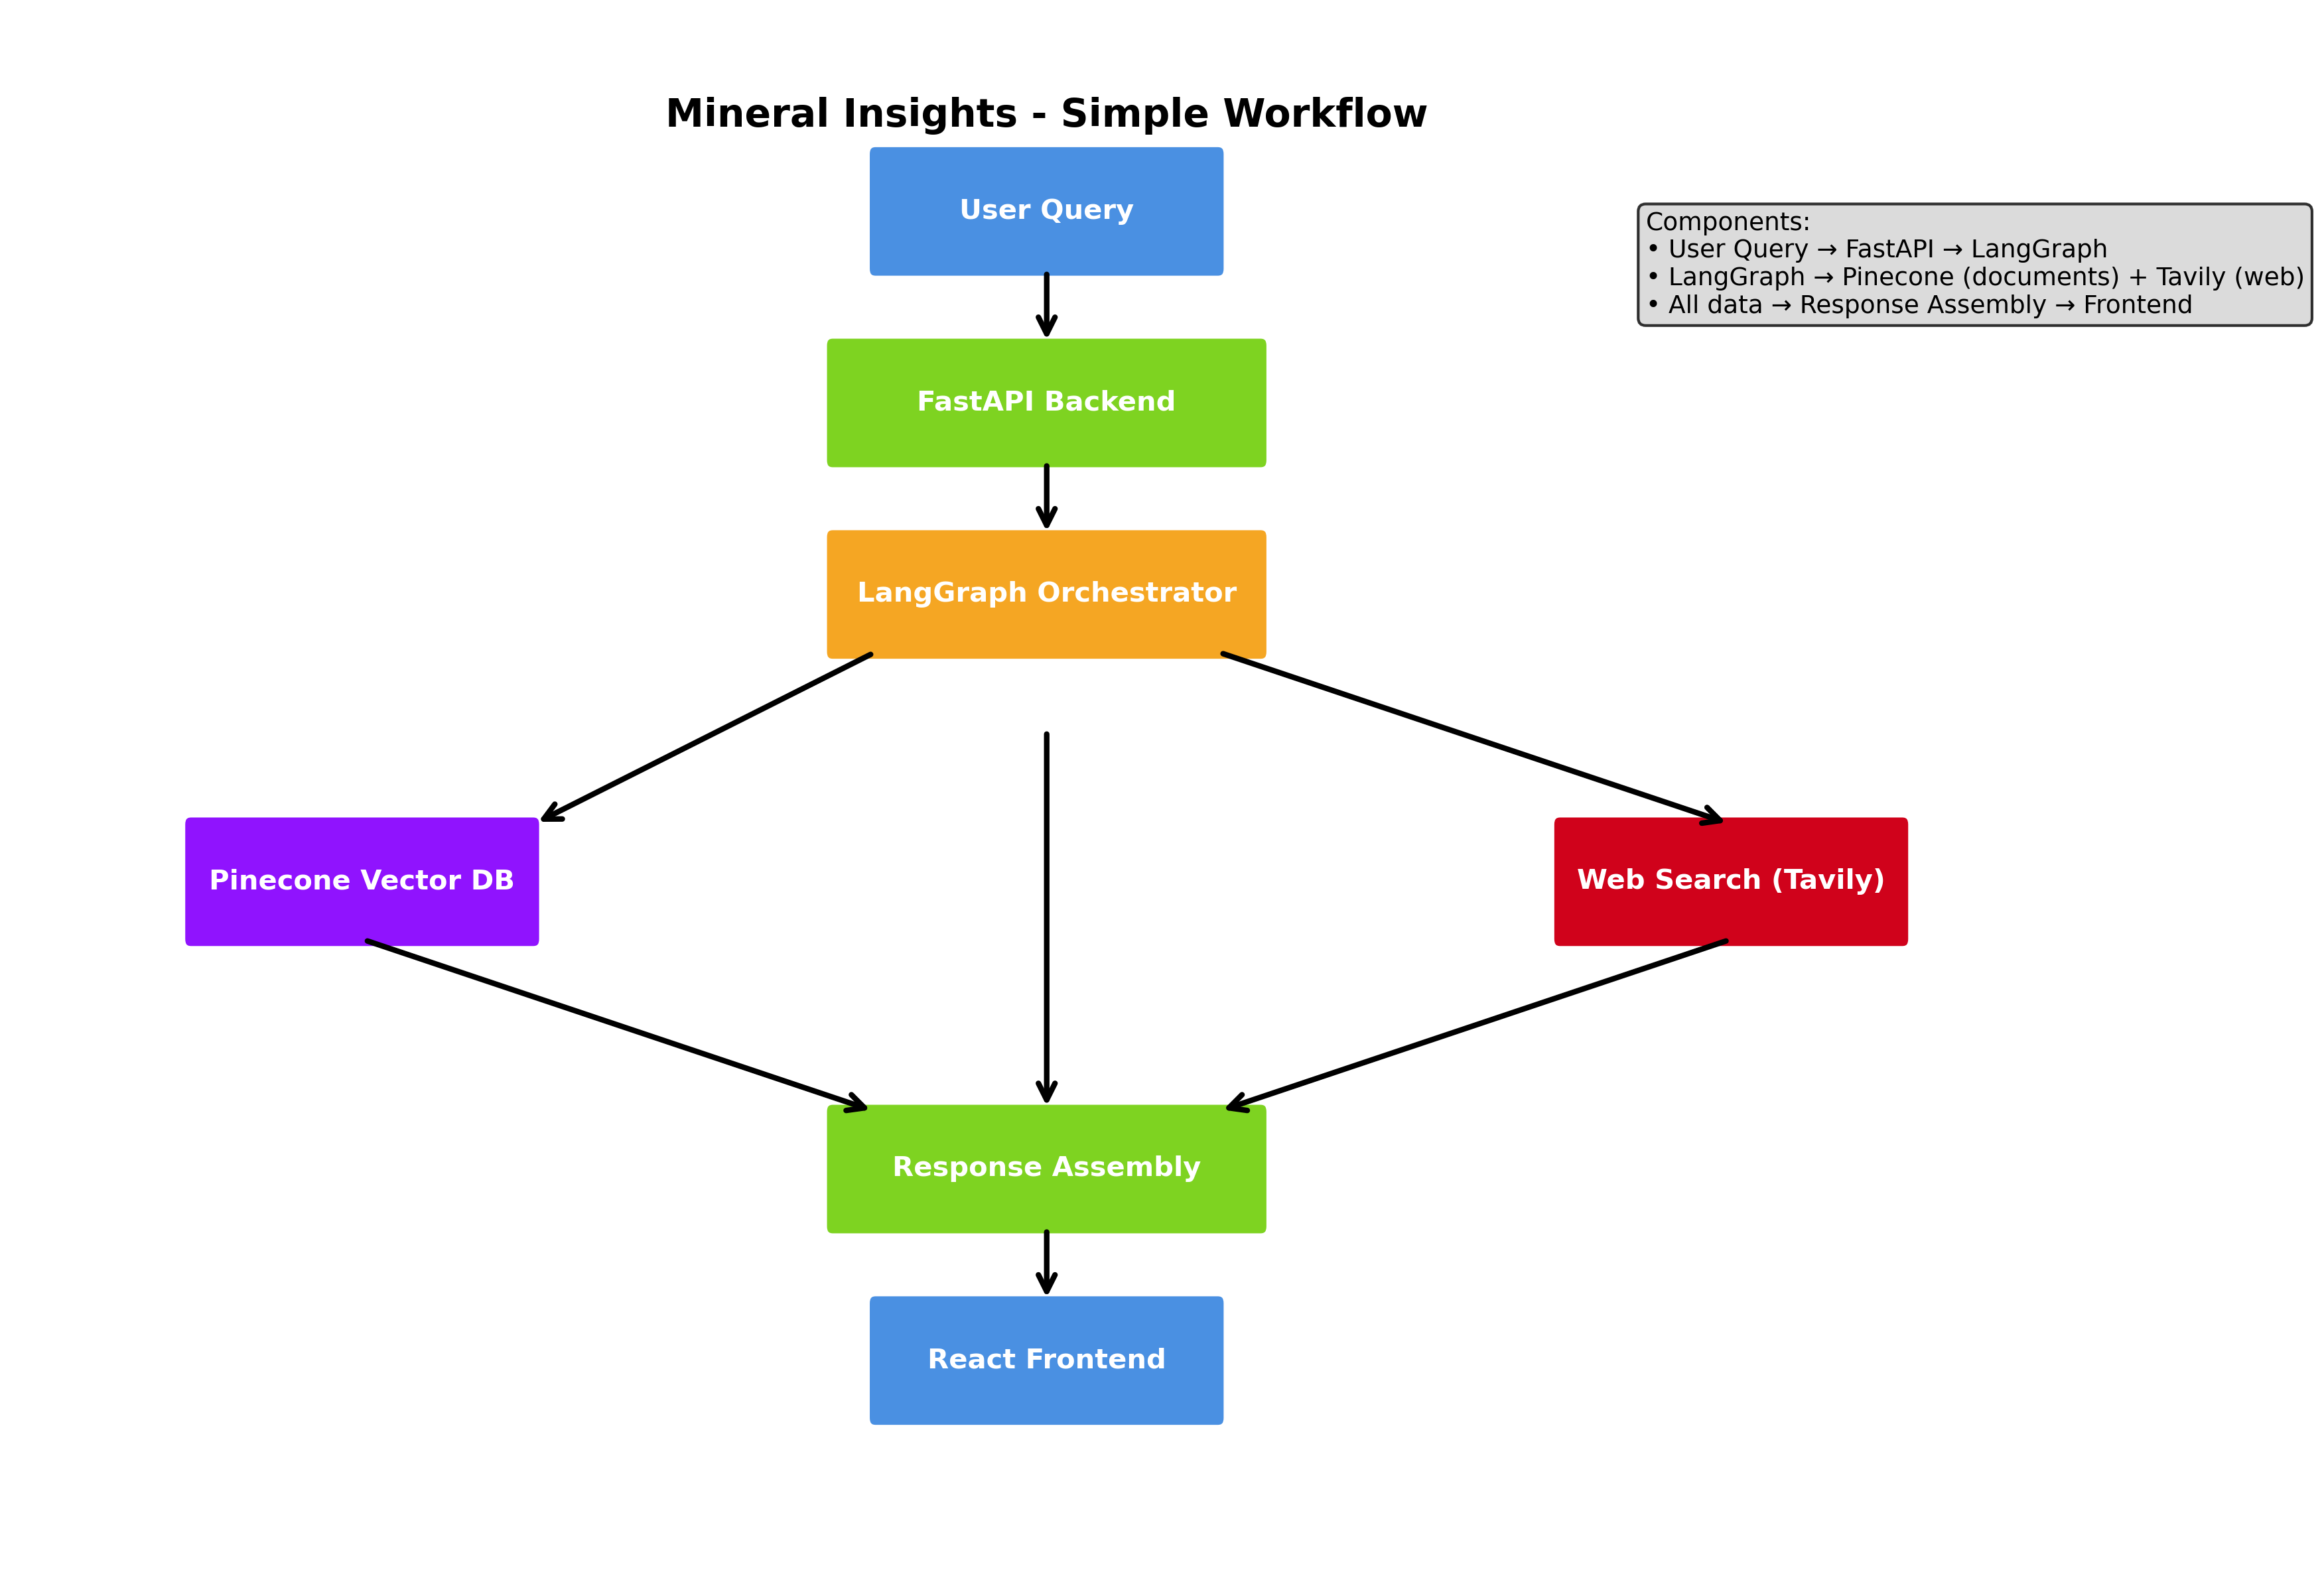 Mineral Insights - Simple Workflow
User Query
Components:
• User Query → FastAPI → LangGraph
• LangGraph → Pinecone (documents) + Tavily (web)
• All data → Response Assembly → Frontend
FastAPI Backend
LangGraph Orchestrator
Pinecone Vector DB
Web Search (Tavily)
Response Assembly
React Frontend